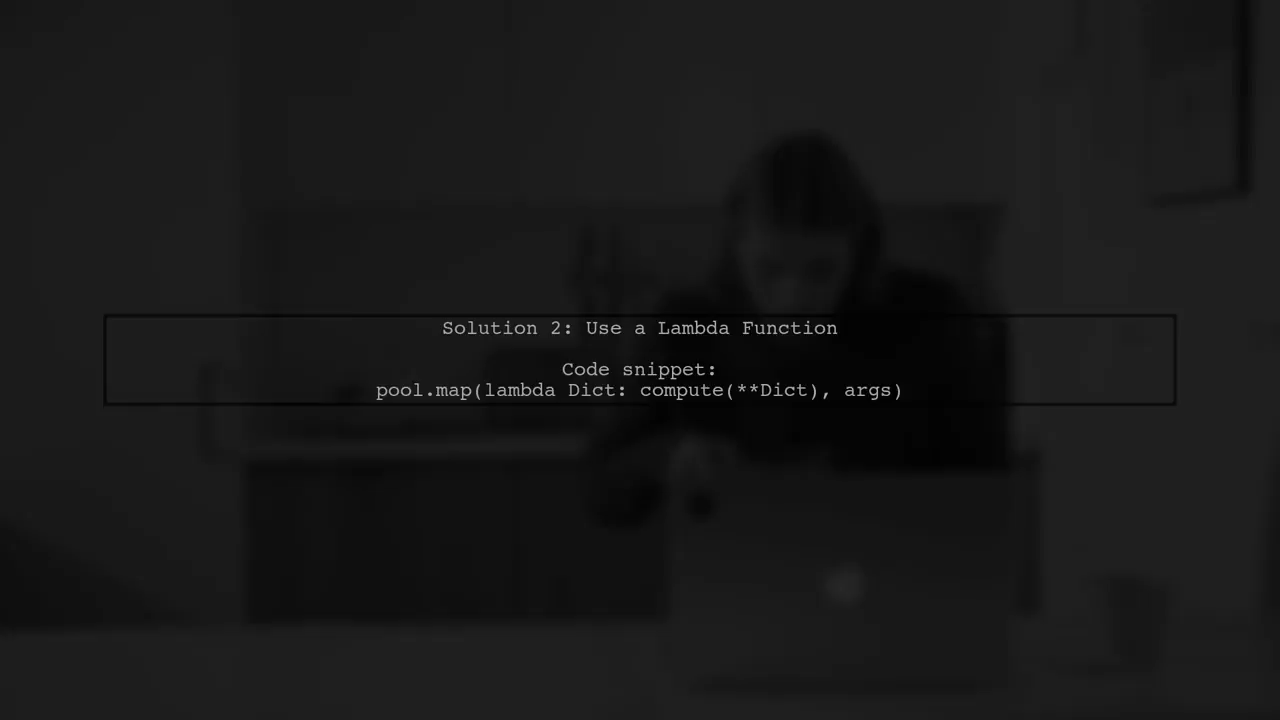 Solution 2: Use a Lambda Function
Code snippet:
pool.map(lambda Dict: compute(**Dict), args)